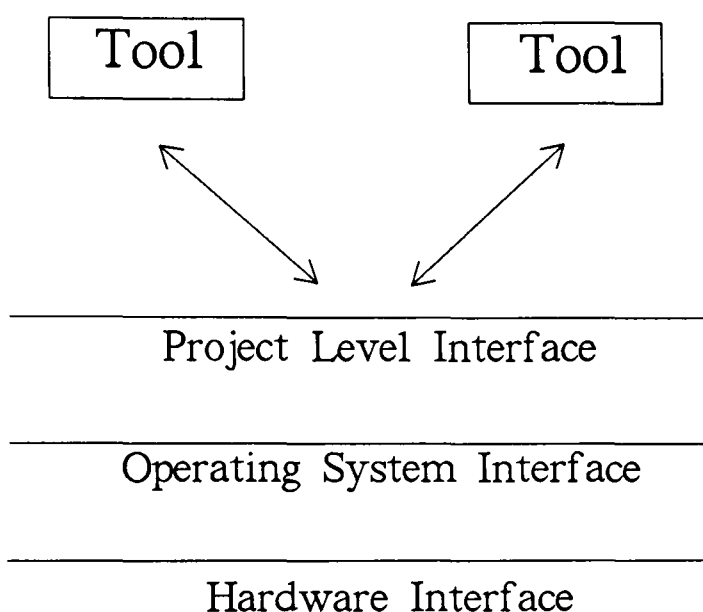 Tool
Tool
Project Level Interface
Operating System Interface
Hardware Interface